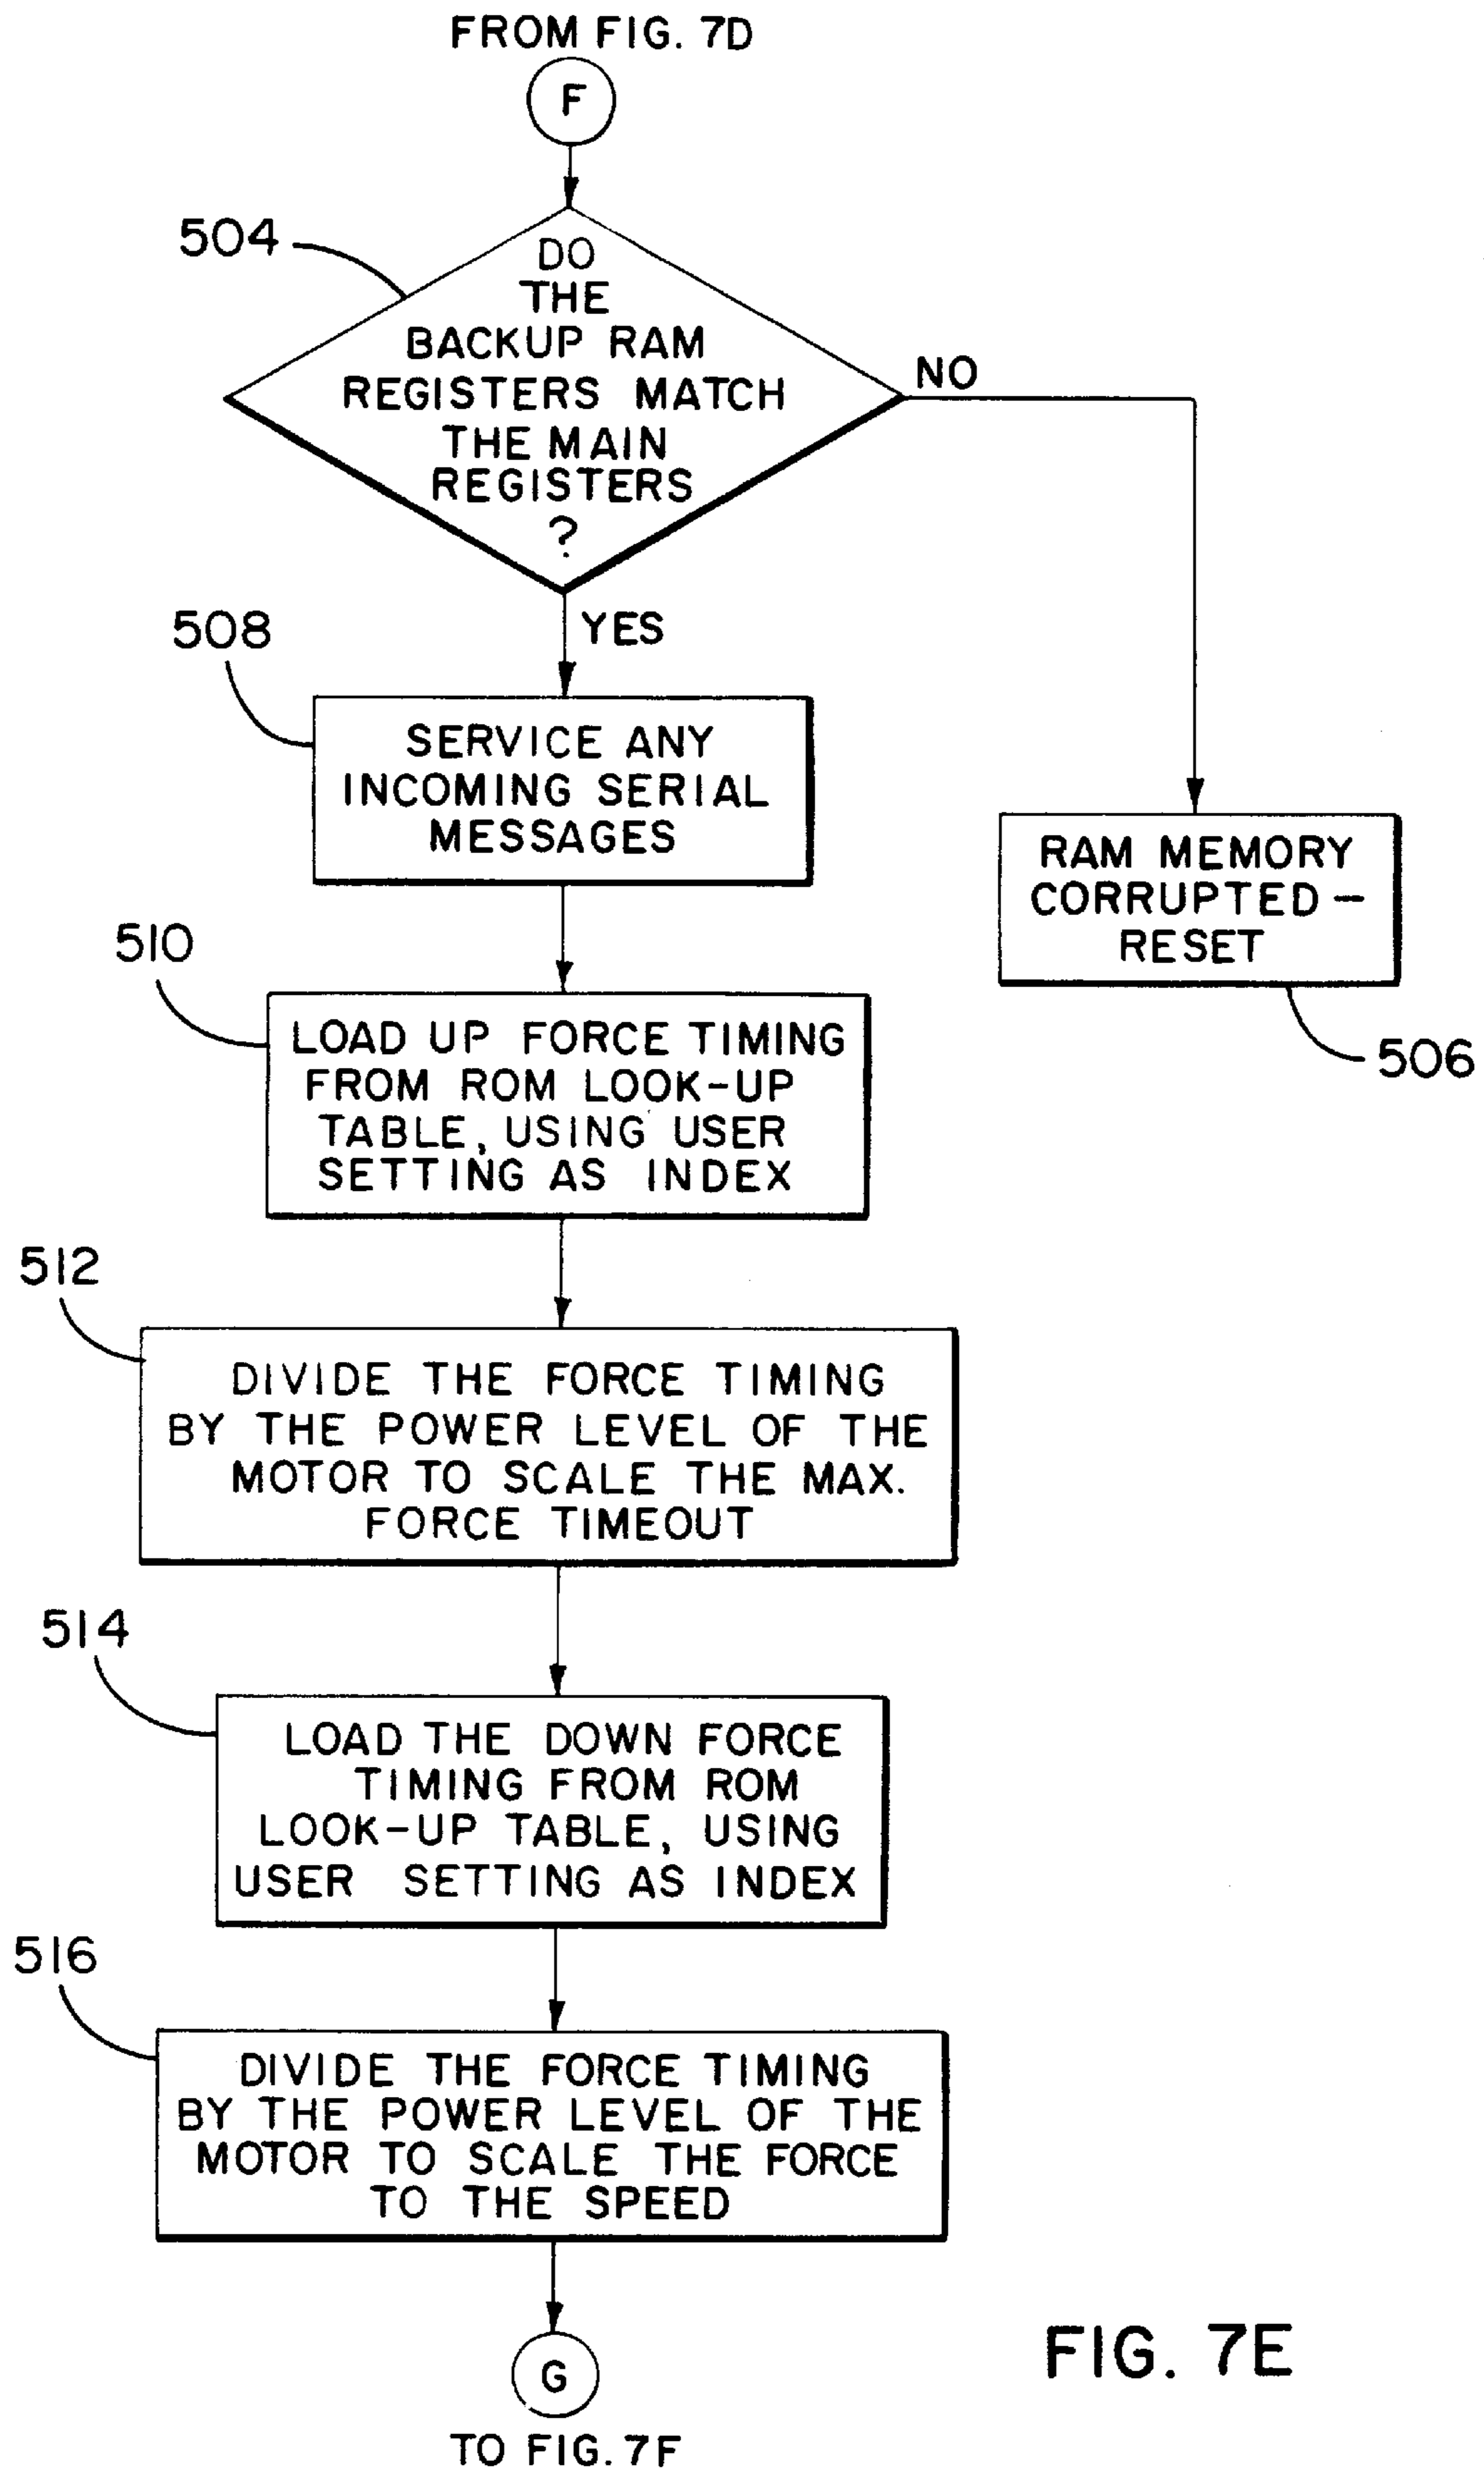 FROM FIG. 7D
F
504
DO
THE
BACKUP RAM
REGISTERS MATCH
THE MAIN
REGISTERS
?
NO
YES
508
SERVICE ANY
INCOMING SERIAL
MESSAGES
RAM MEMORY
CORRUPTED –
RESET
506
510
LOAD UP FORCE TIMING
FROM ROM LOOK-UP
TABLE, USING USER
SETTING AS INDEX
512
DIVIDE THE FORCE TIMING
BY THE POWER LEVEL OF THE
MOTOR TO SCALE THE MAX.
FORCE TIMEOUT
514
LOAD THE DOWN FORCE
TIMING FROM ROM
LOOK-UP TABLE, USING
USER SETTING AS INDEX
516
DIVIDE THE FORCE TIMING
BY THE POWER LEVEL OF THE
MOTOR TO SCALE THE FORCE
TO THE SPEED
G
TO FIG. 7F
FIG. 7E